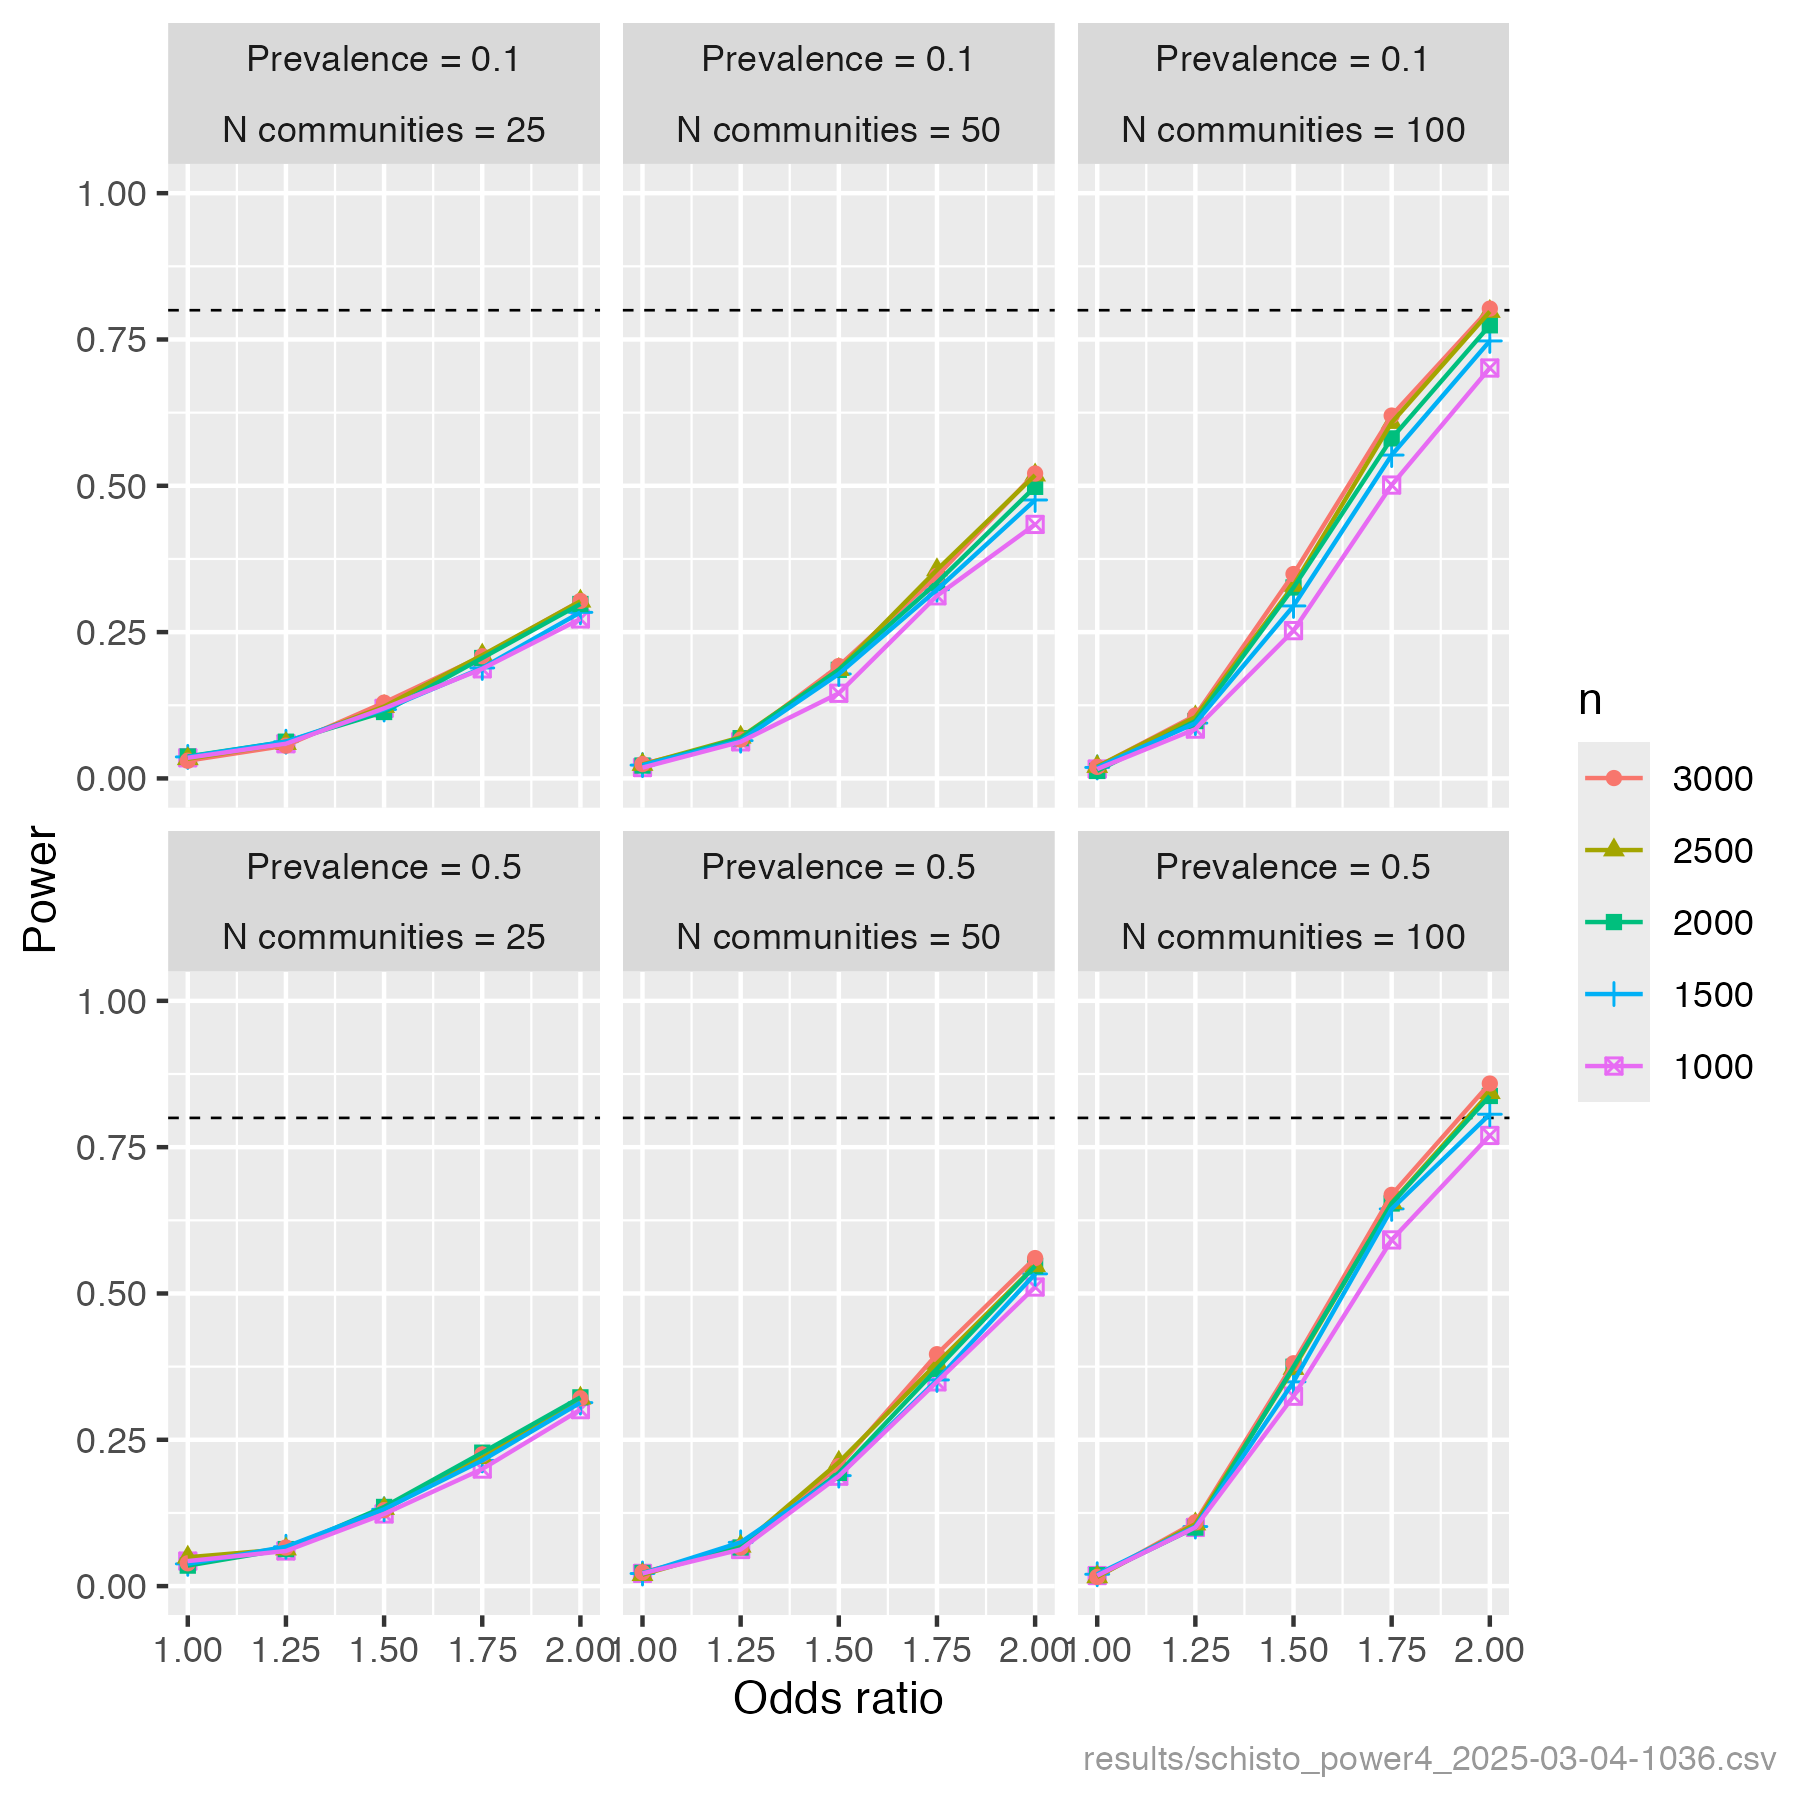 Prevalence = 0.1
N communities = 25
Prevalence = 0.1
N communities = 50
Prevalence = 0.1
N communities = 100
1.00
0.75
0.50
0.25
0.00
Prevalence = 0.5
N communities = 25
Prevalence = 0.5
N communities = 50
Prevalence = 0.5
N communities = 100
1.00
0.75
0.50
0.25
0.00
Power
1.00 1.25 1.50 1.75 2.00
1.00 1.25 1.50 1.75 2.00
1.00 1.25 1.50 1.75 2.00
Odds ratio
n
3000
2500
2000
1500
1000
results/schisto_power4_2025-03-04-1036.csv